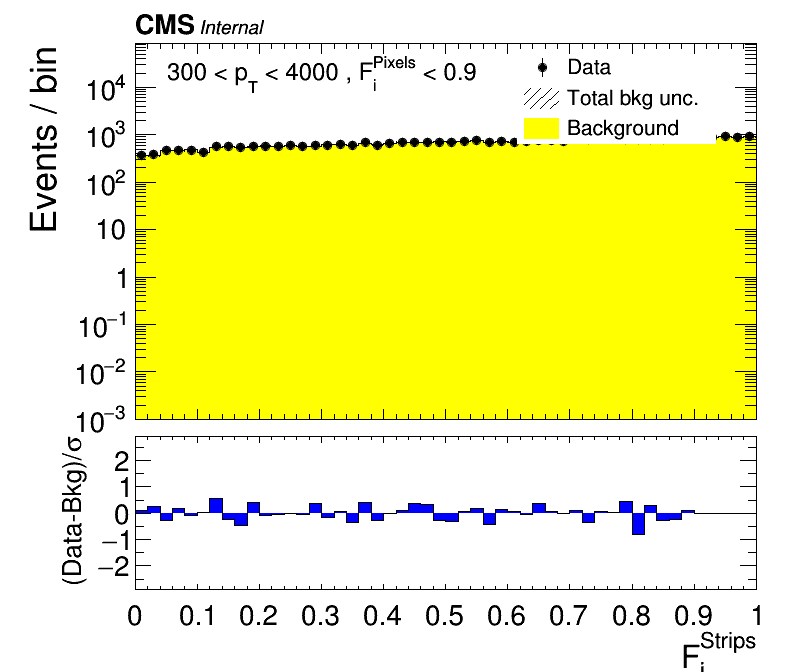 CMS Internal
300 < p_T < 4000 , F_i^Pixels < 0.9
Data
Total bkg unc.
Background
Events / bin
10^4
10^3
10^2
10
1
10^−1
10^−2
10^−3
(Data-Bkg)/σ
2
1
0
−1
−2
0 0.1 0.2 0.3 0.4 0.5 0.6 0.7 0.8 0.9 1
F_i^Strips